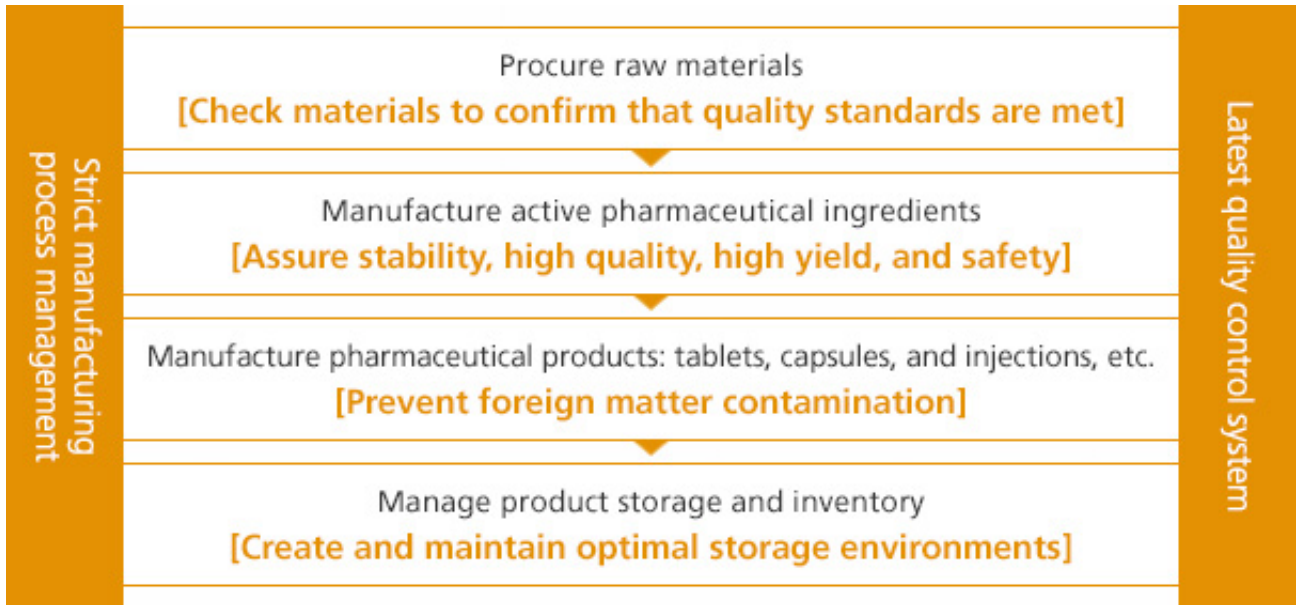 Strict manufacturing
process management
Procure raw materials
[Check materials to confirm that quality standards are met]
Manufacture active pharmaceutical ingredients
[Assure stability, high quality, high yield, and safety]
Manufacture pharmaceutical products: tablets, capsules, and injections, etc.
[Prevent foreign matter contamination]
Manage product storage and inventory
[Create and maintain optimal storage environments]
Latest quality control system